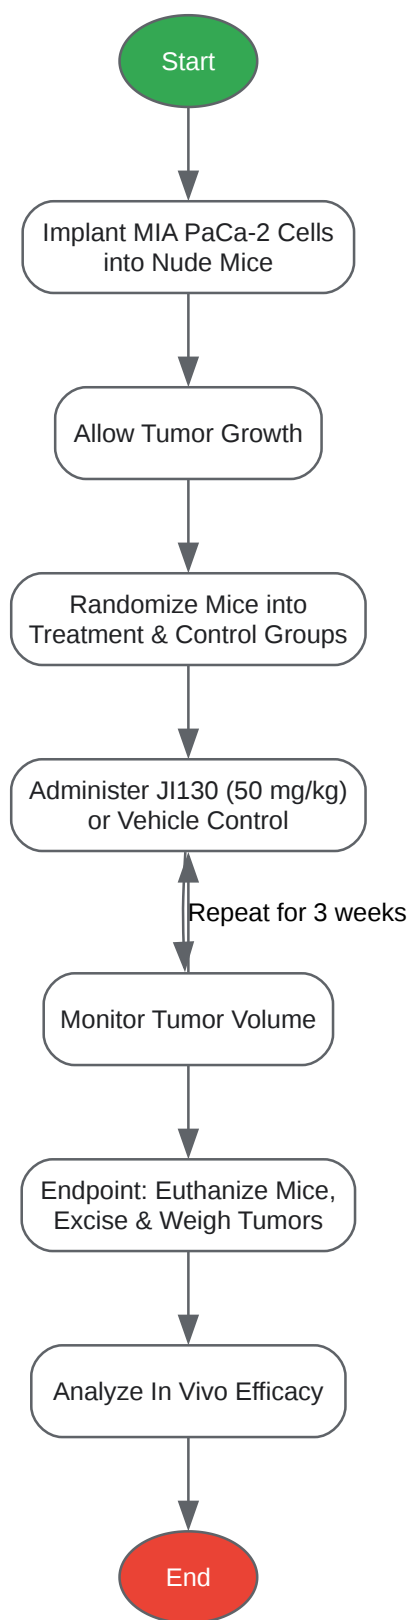 Start
Implant MIA PaCa-2 Cells
into Nude Mice
Allow Tumor Growth
Randomize Mice into
Treatment & Control Groups
Administer JI130 (50 mg/kg)
or Vehicle Control
Repeat for 3 weeks
Monitor Tumor Volume
Endpoint: Euthanize Mice,
Excise & Weigh Tumors
Analyze In Vivo Efficacy
End